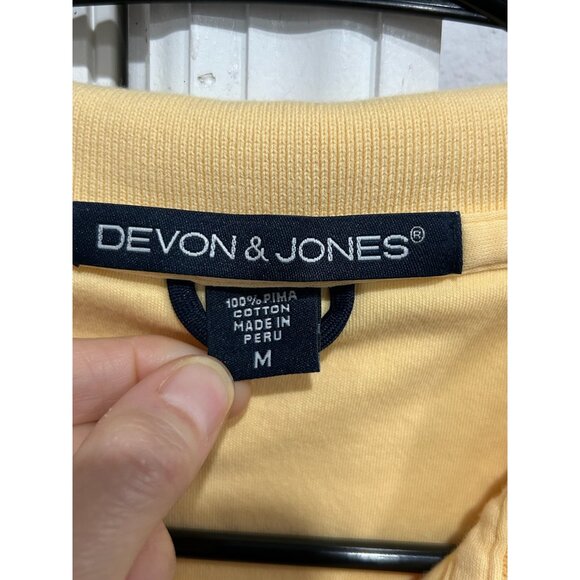 DEVON & JONES®
100% PIMA
COTTON
MADE IN
PERU
M